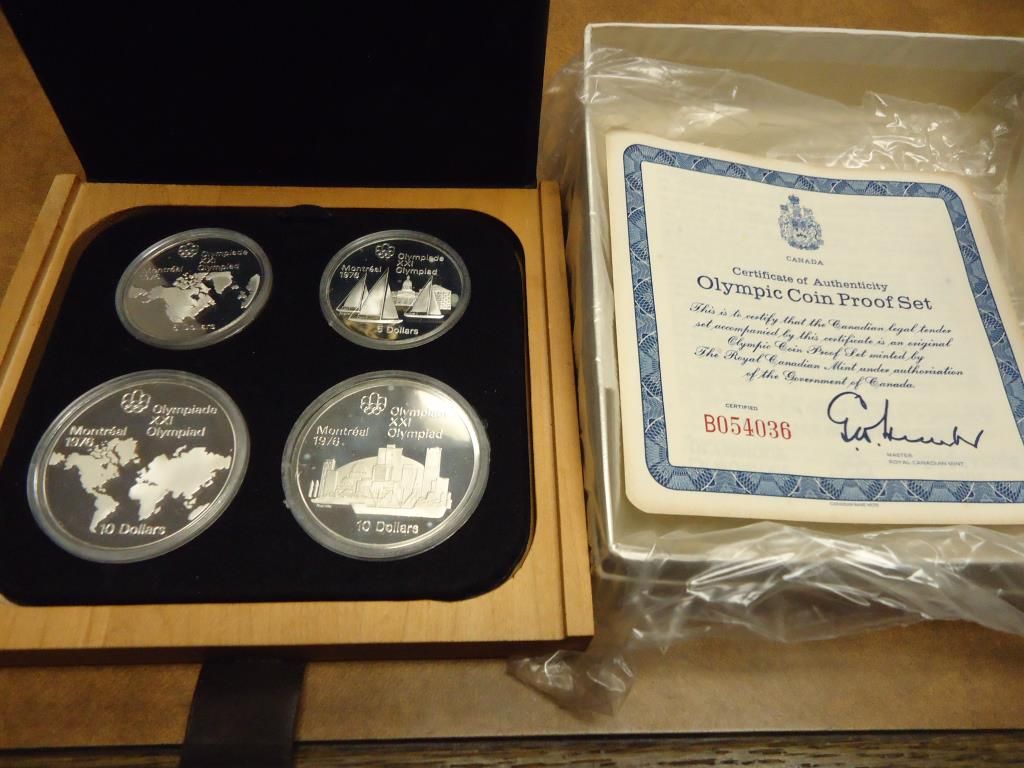 Olympiade
XXI
Olympiad
Montréal
1976
5 Dollars
Olympiade
XXI
Olympiad
Montréal
1976
5 Dollars
Olympiade
XXI
Olympiad
Montréal
1976
10 Dollars
Olympiade
XXI
Olympiad
Montréal
1976
10 Dollars
CANADA
Certificate of Authenticity
Olympic Coin Proof Set
This is to certify that the Canadian legal tender
set accompanied by this certificate is an original
Olympic Coin Proof Set minted by
The Royal Canadian Mint under authorization
of the Government of Canada.
CERTIFIED
B054036
MASTER
ROYAL CANADIAN MINT